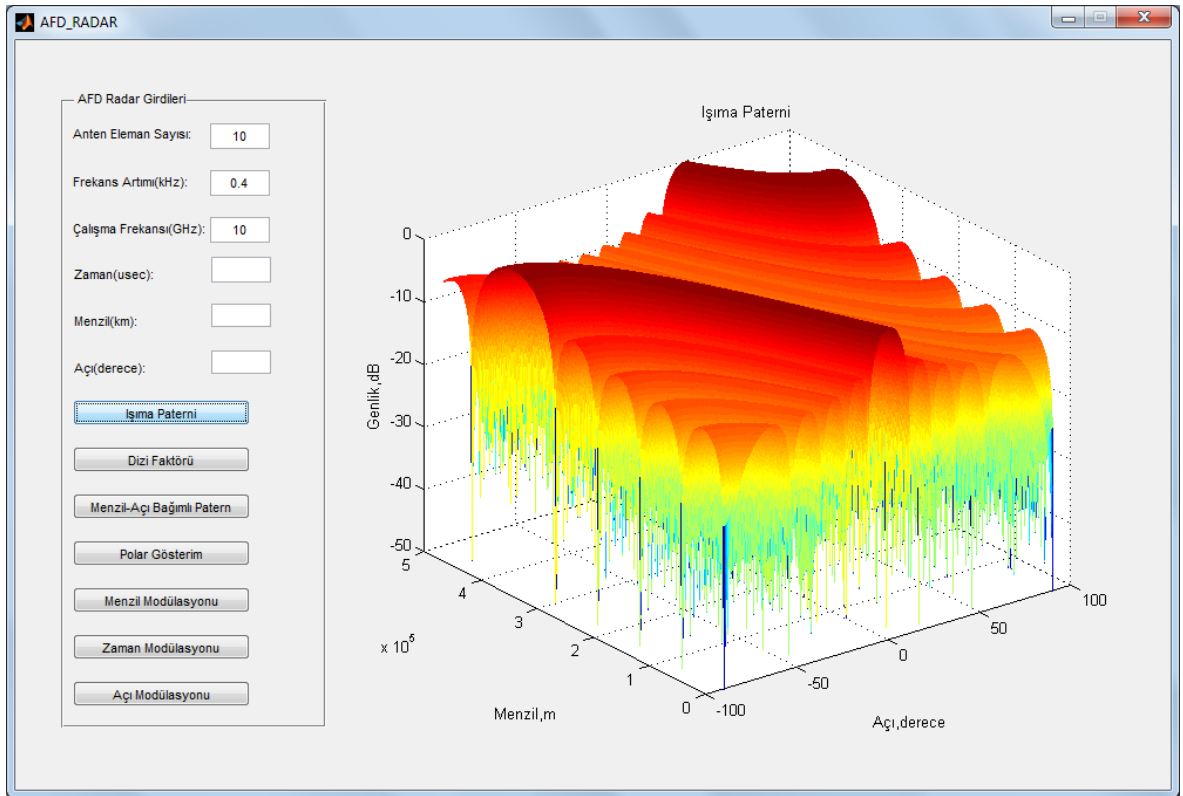 AFD_RADAR
AFD Radar Girdileri
Anten Eleman Sayısı:
10
Frekans Artımı(kHz):
0.4
Çalışma Frekansı(GHz):
10
Zaman(usec):
Menzil(km):
Açı(derece):
Işıma Paterni
Dizi Faktörü
Menzil-Açı Bağımlı Patern
Polar Gösterim
Menzil Modülasyonu
Zaman Modülasyonu
Açı Modülasyonu
Işıma Paterni
0
-10
-20
-30
-40
-50
Genlik,dB
5
4
3
2
1
0
x 10^5
Menzil,m
-100
-50
0
50
100
Açı,derece